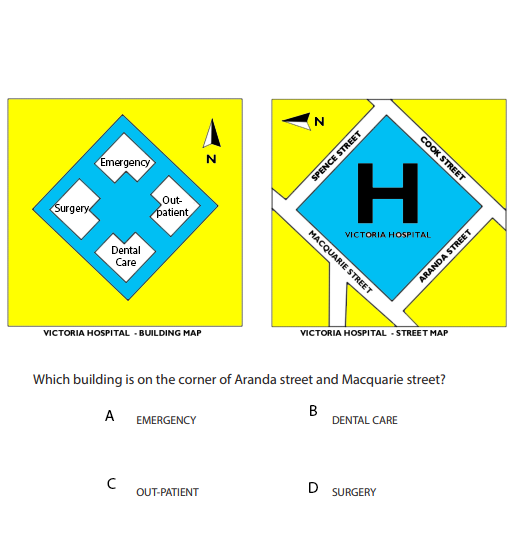 Emergency
N
Surgery
Out-
patient
Dental
Care
VICTORIA HOSPITAL - BUILDING MAP
N
SPENCE STREET
COOK STREET
H
VICTORIA HOSPITAL
MACQUARIE STREET
ARANDA STREET
VICTORIA HOSPITAL - STREET MAP
Which building is on the corner of Aranda street and Macquarie street?
A EMERGENCY
B DENTAL CARE
C OUT-PATIENT
D SURGERY